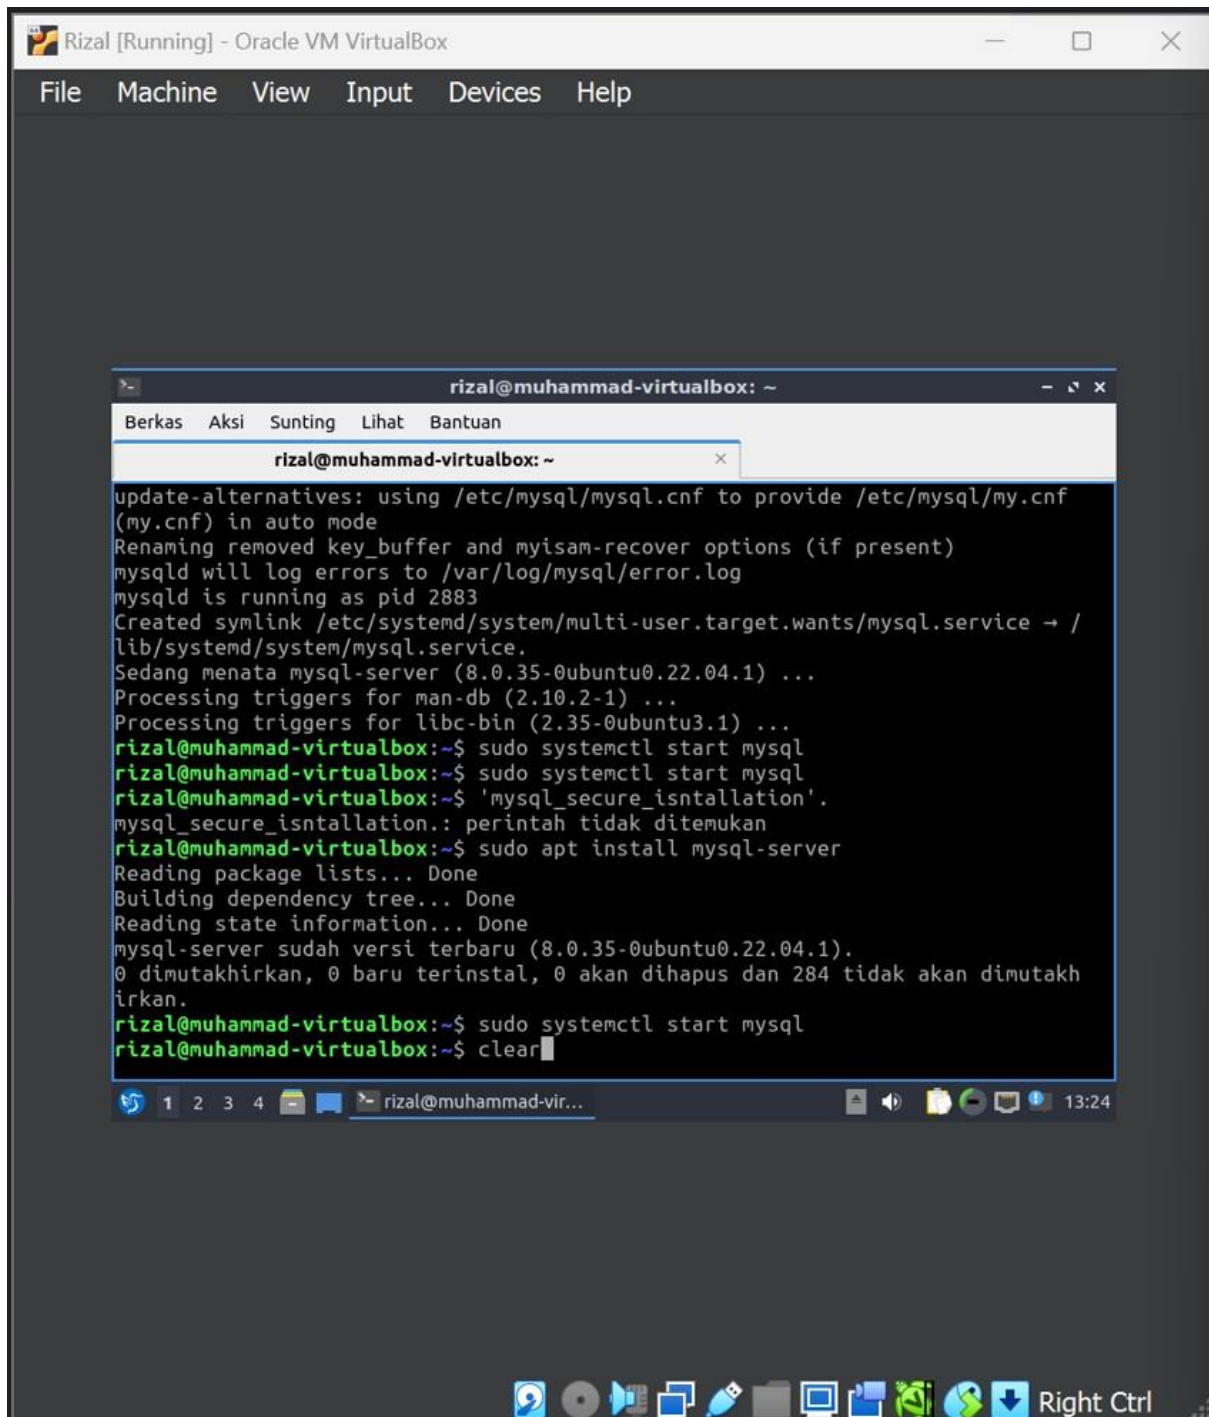 Rizal [Running] - Oracle VM VirtualBox
File Machine View Input Devices Help
rizal@muhammad-virtualbox: ~
Berkas Aksi Sunting Lihat Bantuan
rizal@muhammad-virtualbox: ~
update-alternatives: using /etc/mysql/mysql.cnf to provide /etc/mysql/my.cnf
(my.cnf) in auto mode
Renaming removed key_buffer and myisam-recover options (if present)
mysqld will log errors to /var/log/mysql/error.log
mysqld is running as pid 2883
Created symlink /etc/systemd/system/multi-user.target.wants/mysql.service → /
lib/systemd/system/mysql.service.
Sedang menata mysql-server (8.0.35-0ubuntu0.22.04.1) ...
Processing triggers for man-db (2.10.2-1) ...
Processing triggers for libc-bin (2.35-0ubuntu3.1) ...
rizal@muhammad-virtualbox:~$ sudo systemctl start mysql
rizal@muhammad-virtualbox:~$ sudo systemctl start mysql
rizal@muhammad-virtualbox:~$ 'mysql_secure_isntallation'.
mysql_secure_isntallation.: perintah tidak ditemukan
rizal@muhammad-virtualbox:~$ sudo apt install mysql-server
Reading package lists... Done
Building dependency tree... Done
Reading state information... Done
mysql-server sudah versi terbaru (8.0.35-0ubuntu0.22.04.1).
0 dimutakhirkan, 0 baru terinstal, 0 akan dihapus dan 284 tidak akan dimutakh
irkan.
rizal@muhammad-virtualbox:~$ sudo systemctl start mysql
rizal@muhammad-virtualbox:~$ clear
1 2 3 4 rizal@muhammad-vir... 13:24
Right Ctrl